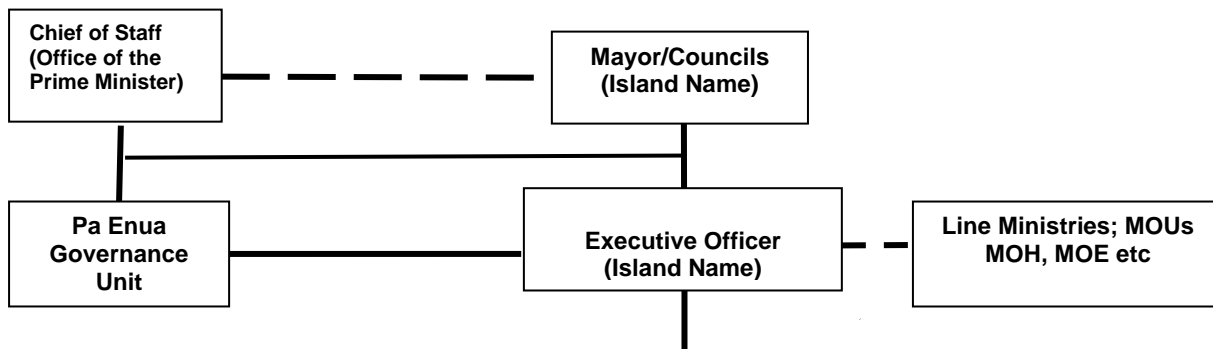 Chief of Staff
(Office of the
Prime Minister)
Mayor/Councils
(Island Name)
Pa Enua
Governance
Unit
Executive Officer
(Island Name)
Line Ministries; MOUs
MOH, MOE etc